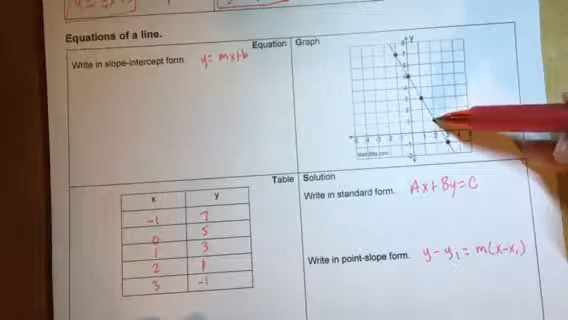 Equations of a line.
Equation
Write in slope-intercept form y = mx+b
Graph
y
Table
x y
-1 7
0 5
1 3
2 1
3 -1
Solution
Write in standard form. Ax + By = C
Write in point-slope form. y - y₁ = m(x-x₁)